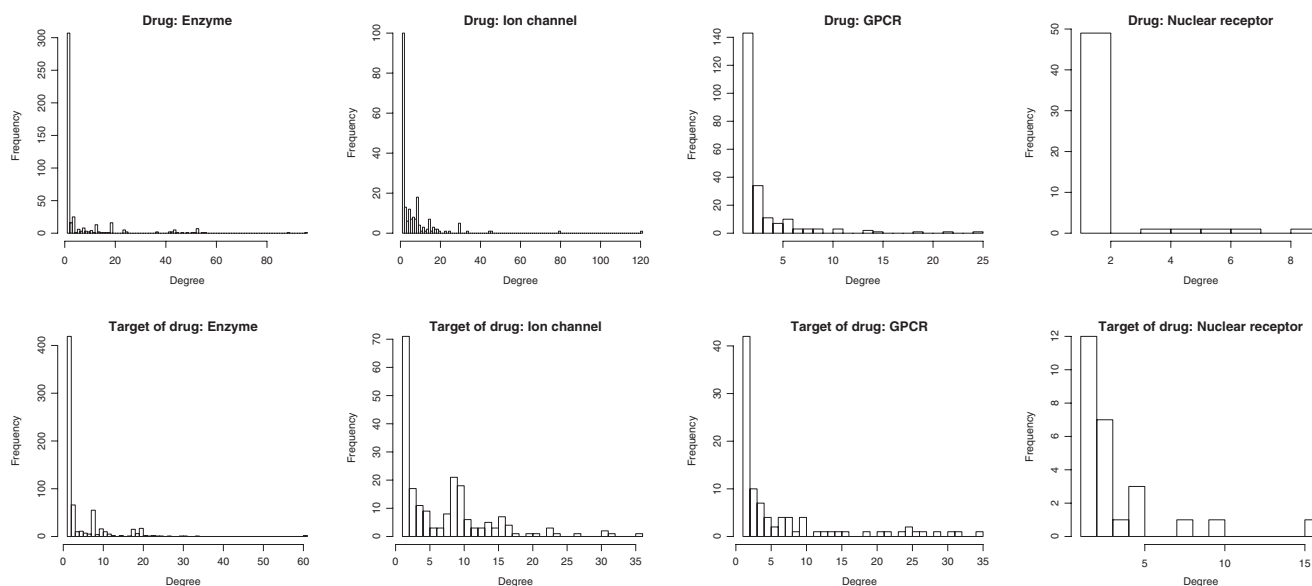 Drug: Enzyme
Frequency
0 50 100 150 200 250 300
0 20 40 60 80
Degree
Drug: Ion channel
Frequency
0 20 40 60 80 100
0 20 40 60 80 100 120
Degree
Drug: GPCR
Frequency
0 20 40 60 80 100 120 140
5 10 15 20 25
Degree
Drug: Nuclear receptor
Frequency
0 10 20 30 40 50
2 4 6 8
Degree
Target of drug: Enzyme
Frequency
0 100 200 300 400
0 10 20 30 40 50 60
Degree
Target of drug: Ion channel
Frequency
0 10 20 30 40 50 60 70
0 5 10 15 20 25 30 35
Degree
Target of drug: GPCR
Frequency
0 10 20 30 40
0 5 10 15 20 25 30 35
Degree
Target of drug: Nuclear receptor
Frequency
0 2 4 6 8 10 12
5 10 15
Degree